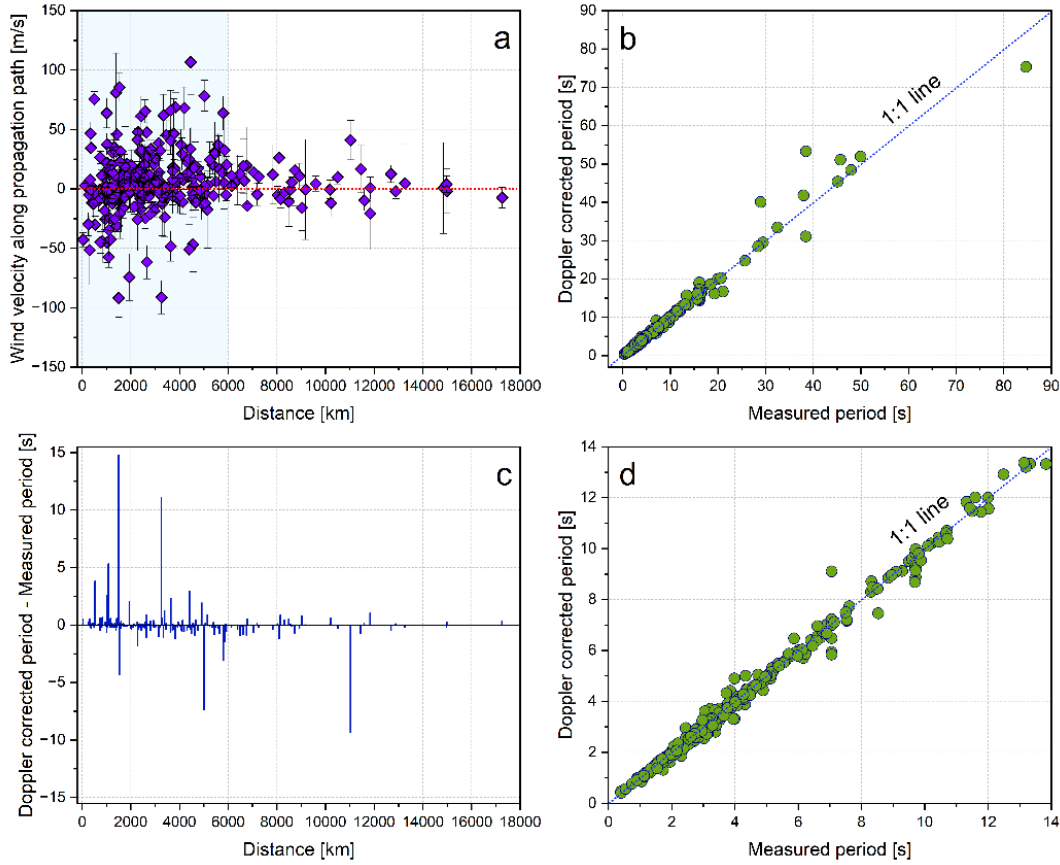 a
Wind velocity along propagation path [m/s]
150
100
50
0
−50
−100
−150
0 2000 4000 6000 8000 10000 12000 14000 16000 18000
Distance [km]
b
Doppler corrected period [s]
90
80
70
60
50
40
30
20
10
0
1:1 line
0 10 20 30 40 50 60 70 80 90
Measured period [s]
c
Doppler corrected period - Measured period [s]
15
10
5
0
−5
−10
−15
0 2000 4000 6000 8000 10000 12000 14000 16000 18000
Distance [km]
d
Doppler corrected period [s]
14
12
10
8
6
4
2
0
1:1 line
0 2 4 6 8 10 12 14
Measured period [s]